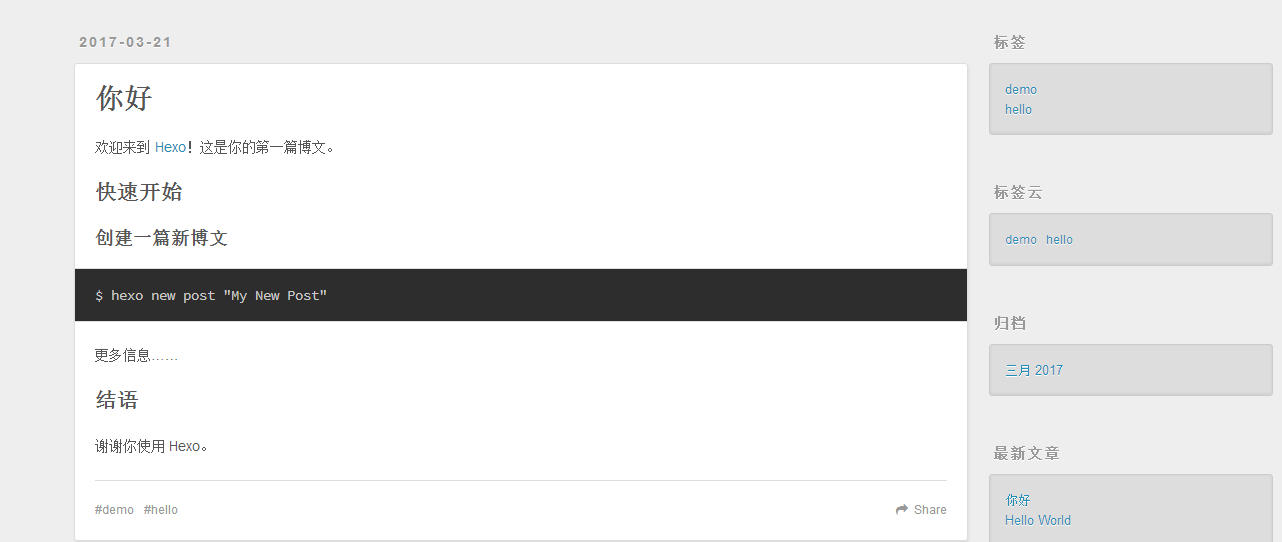 2017-03-21
你好
欢迎来到 Hexo！这是你的第一篇博文。
快速开始
创建一篇新博文
$ hexo new post "My New Post"
更多信息……
结语
谢谢你使用 Hexo。
#demo #hello
Share
标签
demo
hello
标签云
demo hello
归档
三月 2017
最新文章
你好
Hello World